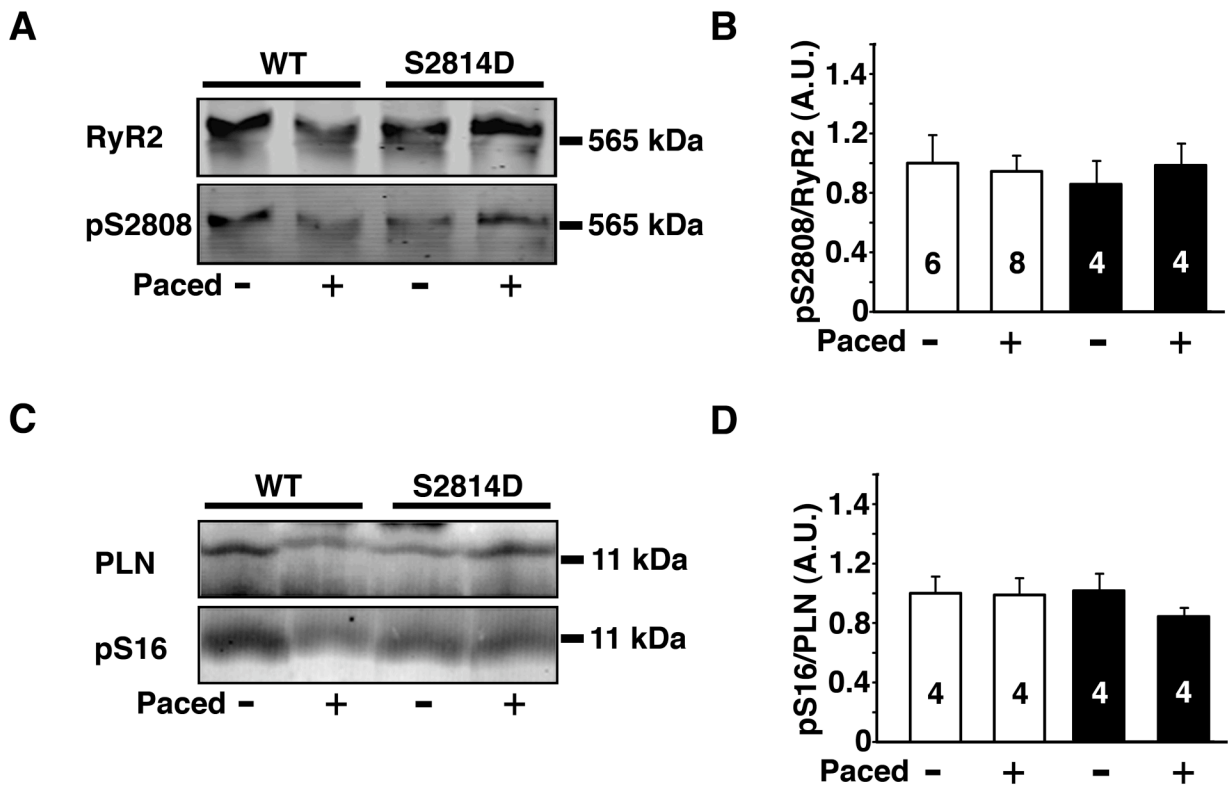 A
WT S2814D
RyR2
565 kDa
pS2808
565 kDa
Paced - + - +
B
pS2808/RyR2 (A.U.)
1.4
1.2
0.8
0.4
0
6 8 4 4
Paced - + - +
C
WT S2814D
PLN
11 kDa
pS16
11 kDa
Paced - + - +
D
pS16/PLN (A.U.)
1.4
1.2
0.8
0.4
0
4 4 4 4
Paced - + - +